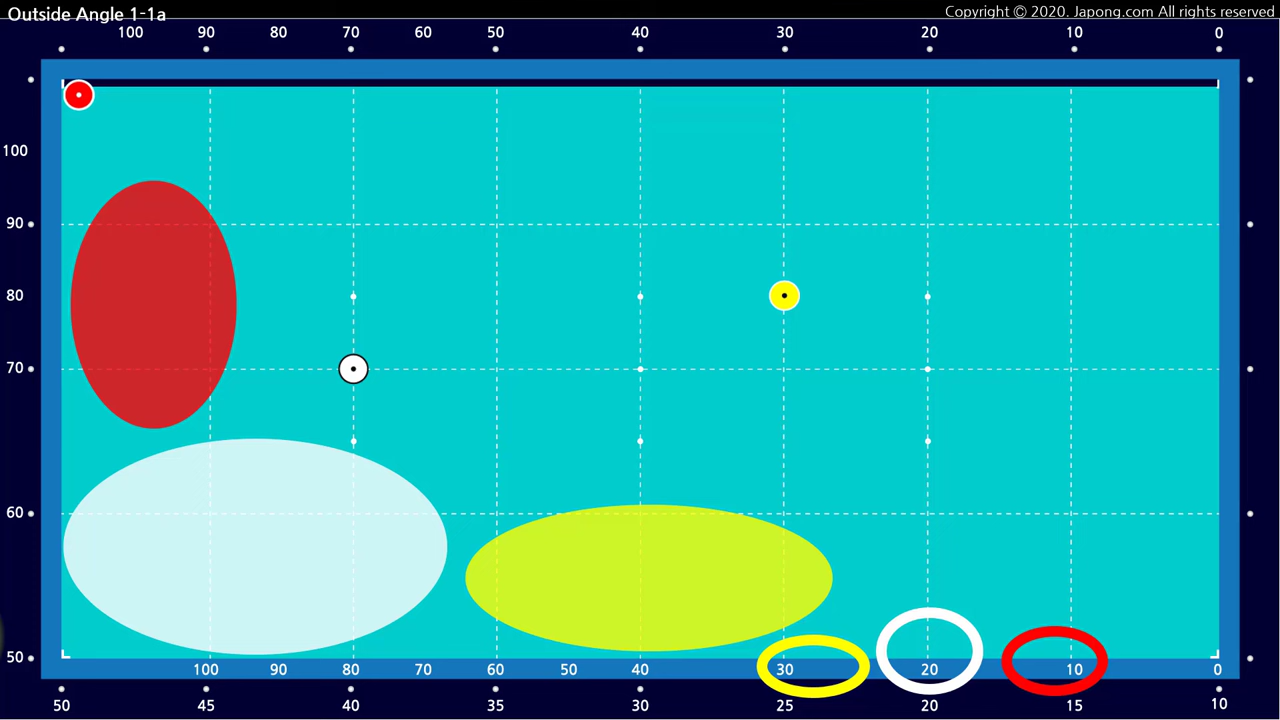 Outside Angle 1-1a
Copyright © 2020. Japong.com All rights reserved
100 90 80 70 60 50 40 30 20 10 0
100
90
80
70
60
50
100 90 80 70 60 50 40 30 20 10 0
50 45 40 35 30 25 20 15 10